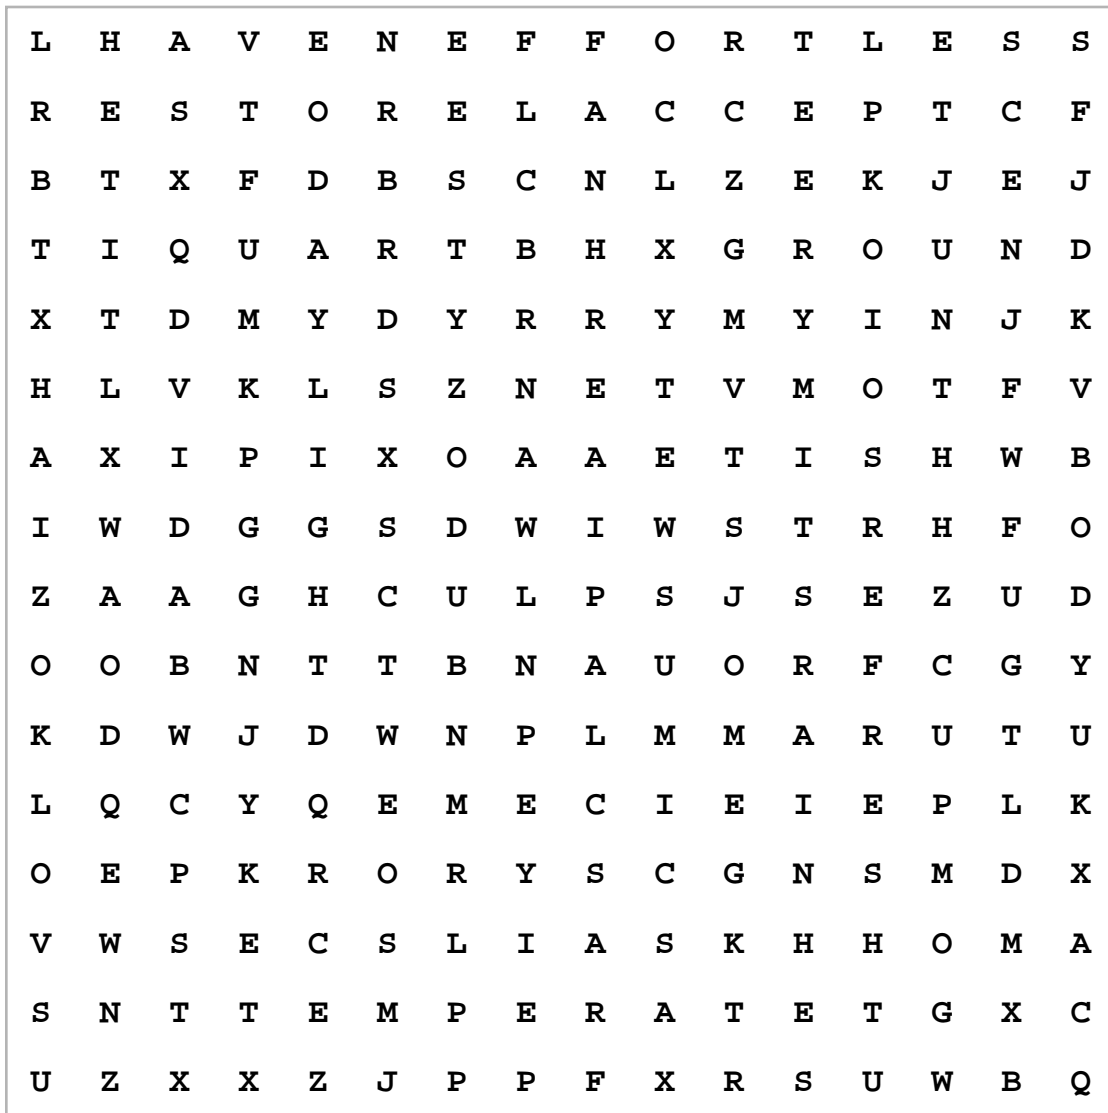 L H A V E N E F F O R T L E S S
R E S T O R E L A C C E P T C F
B T X F D B S C N L Z E K J E J
T I Q U A R T B H X G R O U N D
X T D M Y D Y R R Y M Y I N J K
H L V K L S Z N E T V M O T F V
A X I P I X O A A E T I S H W B
I W D G G S D W I W S T R H F O
Z A A G H C U L P S J S E Z U D
O O B N T T B N A U O R F C G Y
K D W J D W N P L M M A R U T U
L Q C Y Q E M E C I E I E P L K
O E P K R O R Y S C G N S M D X
V W S E C S L I A S K H H O M A
S N T T E M P E R A T E T G X C
U Z X X Z J P P F X R S U W B Q